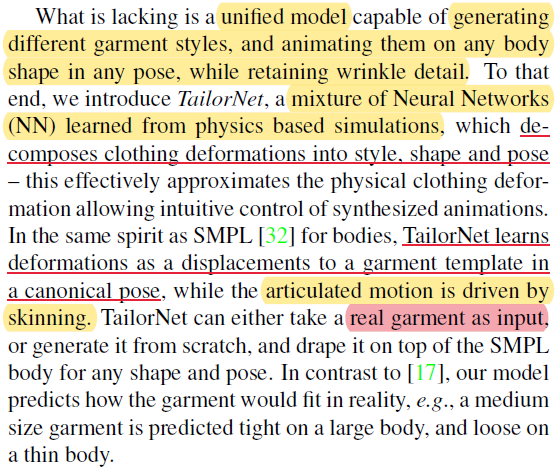 What is lacking is a unified model capable of generating
different garment styles, and animating them on any body
shape in any pose, while retaining wrinkle detail. To that
end, we introduce TailorNet, a mixture of Neural Networks
(NN) learned from physics based simulations, which de-
composes clothing deformations into style, shape and pose
– this effectively approximates the physical clothing defor-
mation allowing intuitive control of synthesized animations.
In the same spirit as SMPL [32] for bodies, TailorNet learns
deformations as a displacements to a garment template in
a canonical pose, while the articulated motion is driven by
skinning. TailorNet can either take a real garment as input,
or generate it from scratch, and drape it on top of the SMPL
body for any shape and pose. In contrast to [17], our model
predicts how the garment would fit in reality, e.g., a medium
size garment is predicted tight on a large body, and loose on
a thin body.